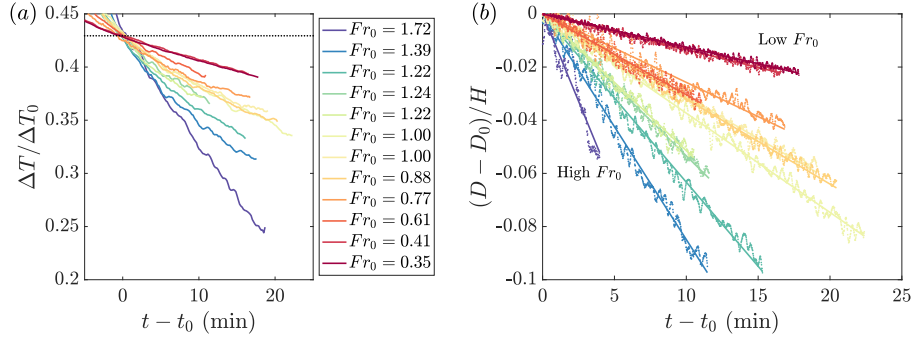 (a)
0.45
0.4
0.35
0.3
0.25
0.2
ΔT/ΔT₀
0
10
20
t − t₀ (min)
Fr₀ = 1.72
Fr₀ = 1.39
Fr₀ = 1.22
Fr₀ = 1.24
Fr₀ = 1.22
Fr₀ = 1.00
Fr₀ = 1.00
Fr₀ = 0.88
Fr₀ = 0.77
Fr₀ = 0.61
Fr₀ = 0.41
Fr₀ = 0.35
(b)
0
-0.02
-0.04
-0.06
-0.08
-0.1
(D − D₀)/H
Low Fr₀
High Fr₀
0
5
10
15
20
25
t − t₀ (min)